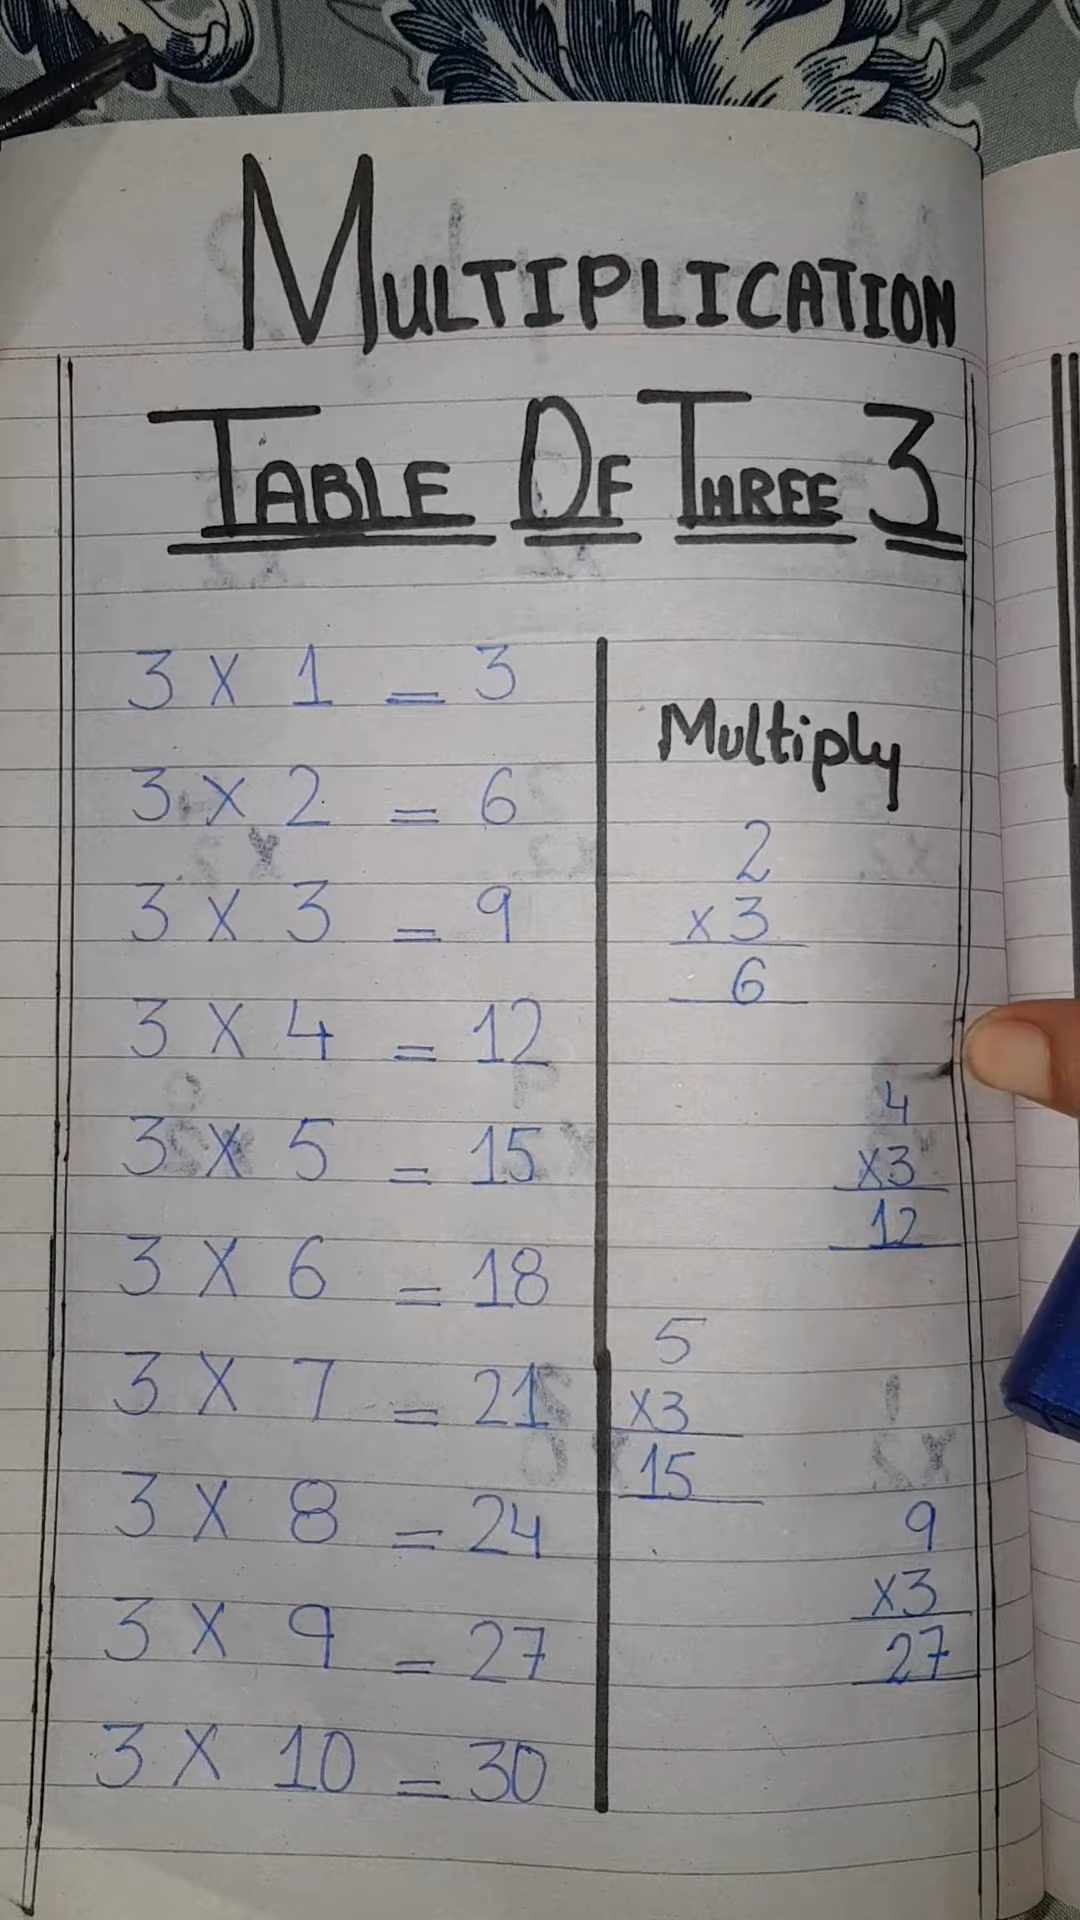 MULTIPLICATION
TABLE OF THREE 3
3 X 1 = 3
3 X 2 = 6
3 X 3 = 9
3 X 4 = 12
3 X 5 = 15
3 X 6 = 18
3 X 7 = 21
3 X 8 = 24
3 X 9 = 27
3 X 10 = 30
Multiply
2
x 3
6
4
x3
12
5
x3
15
9
x3
27